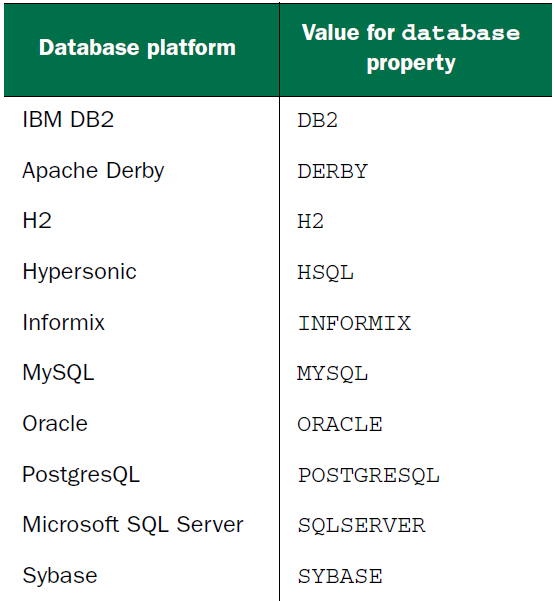 Database platform
Value for database
property
IBM DB2 DB2
Apache Derby DERBY
H2 H2
Hypersonic HSQL
Informix INFORMIX
MySQL MYSQL
Oracle ORACLE
PostgresQL POSTGRESQL
Microsoft SQL Server SQLSERVER
Sybase SYBASE